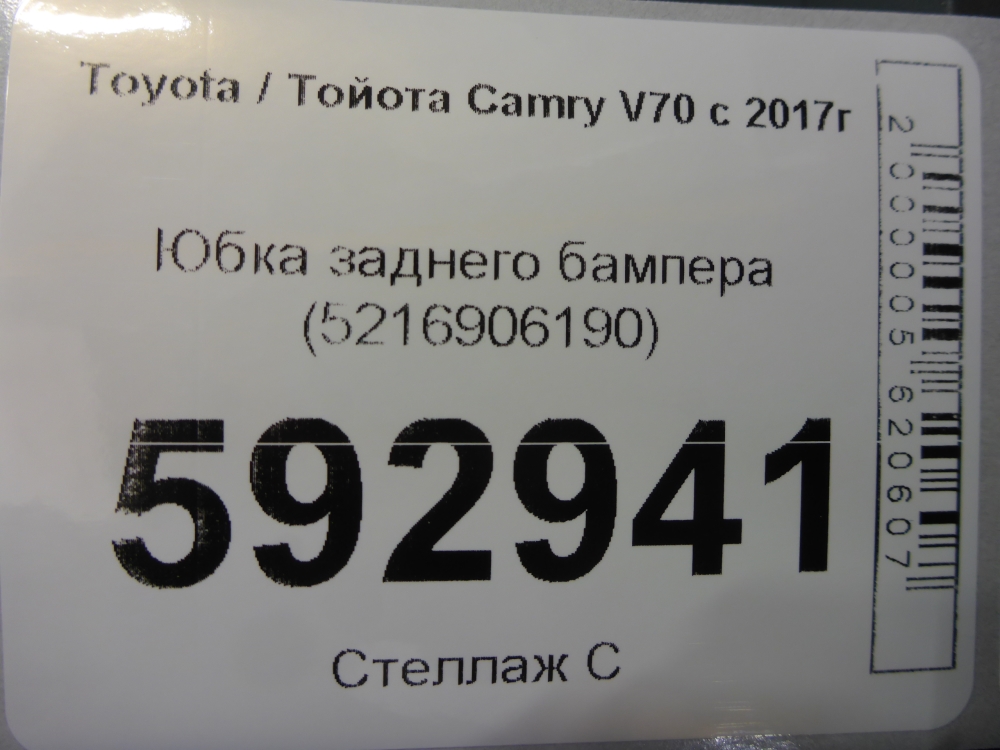 Toyota / Тойота Camry V70 с 2017г
Юбка заднего бампера
(5216906190)
592941
Стеллаж С
2000005620607